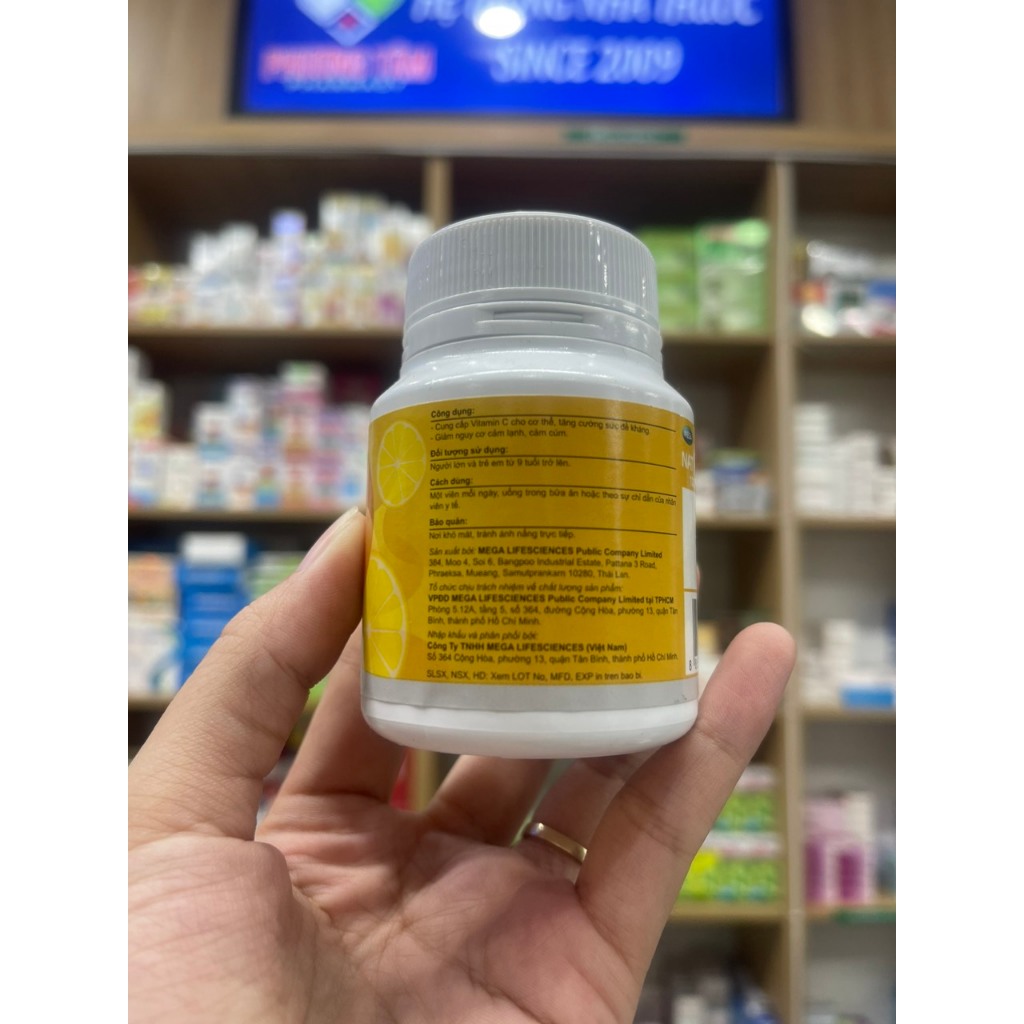 HỆ THỐNG NHÀ THUỐC
PHƯƠNG TÂM
SINCE 2009
Công dụng:
- Cung cấp Vitamin C cho cơ thể, tăng cường sức đề kháng.
- Giảm nguy cơ cảm lạnh, cảm cúm.
Đối tượng sử dụng:
Người lớn và trẻ em từ 9 tuổi trở lên.
Cách dùng:
Một viên mỗi ngày, uống trong bữa ăn hoặc theo sự chỉ dẫn của nhân
viên y tế.
Bảo quản:
Nơi khô mát, tránh ánh nắng trực tiếp.
Sản xuất bởi: MEGA LIFESCIENCES Public Company Limited
384, Moo 4, Soi 6, Bangpoo Industrial Estate, Pattana 3 Road,
Phraeksa, Mueang, Samutprankarn 10280, Thái Lan.
Tổ chức chịu trách nhiệm về chất lượng sản phẩm:
VPDD MEGA LIFESCIENCES Public Company Limited tại TPHCM
Phòng 5.12A, tầng 5, số 364, đường Cộng Hòa, phường 13, quận Tân
Bình, thành phố Hồ Chí Minh.
Nhập khẩu và phân phối bởi:
Công Ty TNHH MEGA LIFESCIENCES (Việt Nam)
Số 364 Cộng Hòa, phường 13, quận Tân Bình, thành phố Hồ Chí Minh.
SLSX, NSX, HD: Xem LOT No, MFD, EXP in trên bao bì.